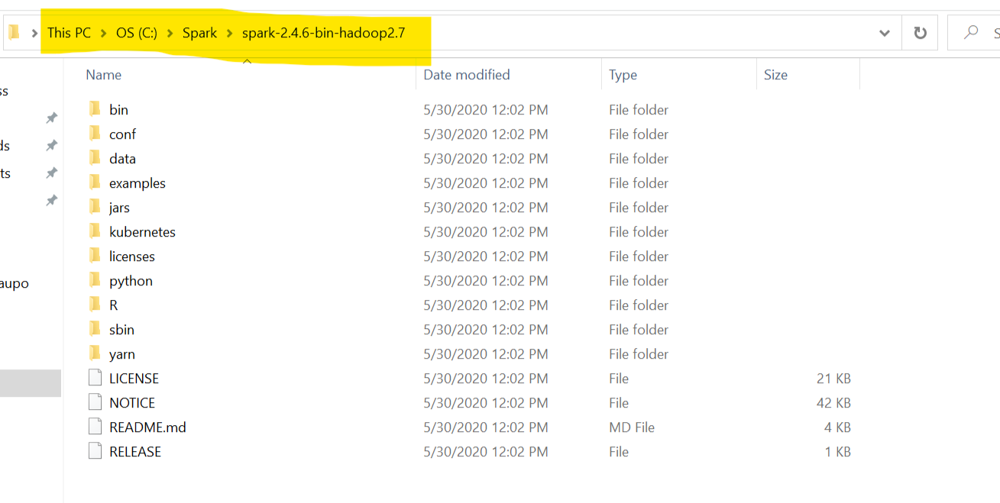 This PC > OS (C:) > Spark > spark-2.4.6-bin-hadoop2.7 S
Name Date modified Type Size
ss
bin 5/30/2020 12:02 PM File folder
conf 5/30/2020 12:02 PM File folder
ds
data 5/30/2020 12:02 PM File folder
ts
examples 5/30/2020 12:02 PM File folder
jars 5/30/2020 12:02 PM File folder
kubernetes 5/30/2020 12:02 PM File folder
licenses 5/30/2020 12:02 PM File folder
aupo
python 5/30/2020 12:02 PM File folder
R 5/30/2020 12:02 PM File folder
sbin 5/30/2020 12:02 PM File folder
yarn 5/30/2020 12:02 PM File folder
LICENSE 5/30/2020 12:02 PM File 21 KB
NOTICE 5/30/2020 12:02 PM File 42 KB
README.md 5/30/2020 12:02 PM MD File 4 KB
RELEASE 5/30/2020 12:02 PM File 1 KB